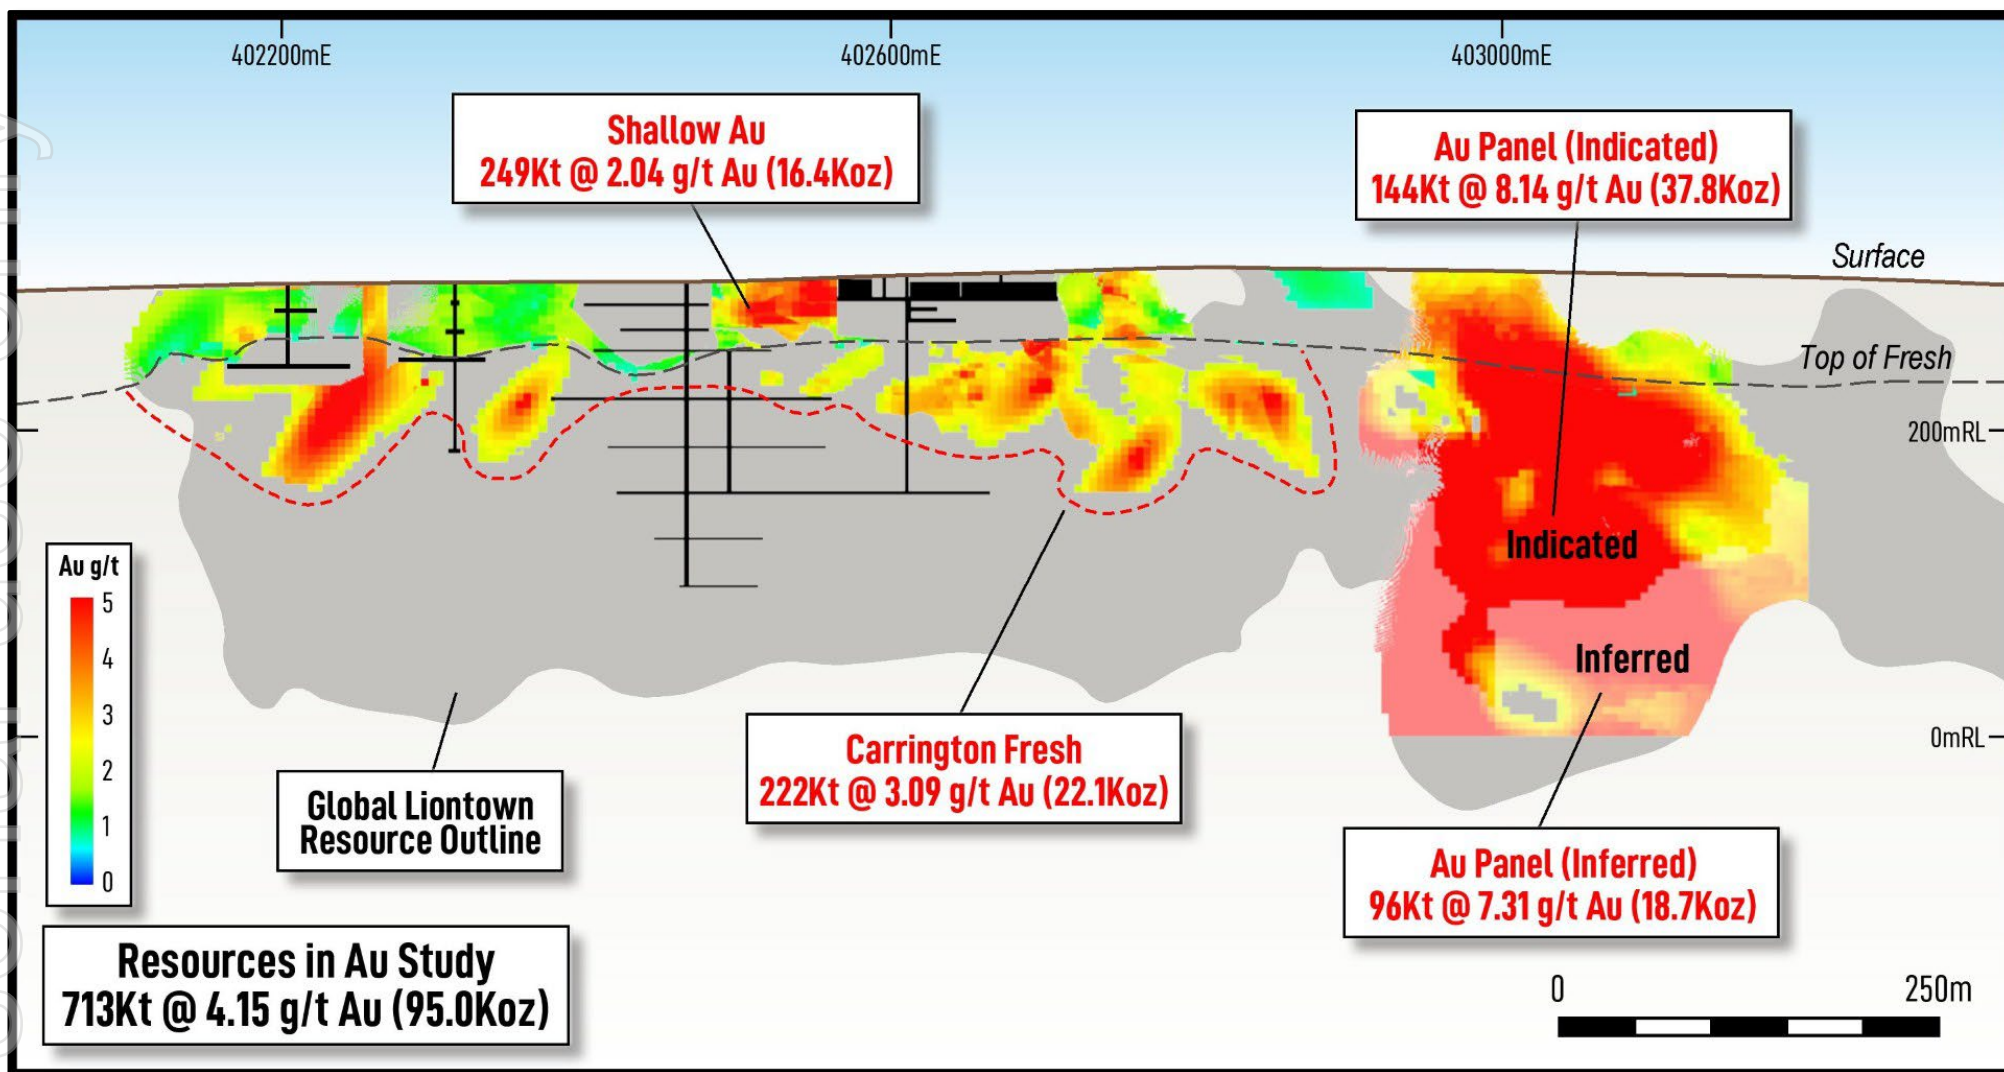 402200mE
402600mE
403000mE
Shallow Au
249Kt @ 2.04 g/t Au (16.4Koz)
Au Panel (Indicated)
144Kt @ 8.14 g/t Au (37.8Koz)
Surface
Top of Fresh
200mRL
Indicated
Inferred
0mRL
Au g/t
5
4
3
2
1
0
Global Liontown
Resource Outline
Carrington Fresh
222Kt @ 3.09 g/t Au (22.1Koz)
Au Panel (Inferred)
96Kt @ 7.31 g/t Au (18.7Koz)
Resources in Au Study
713Kt @ 4.15 g/t Au (95.0Koz)
0
250m